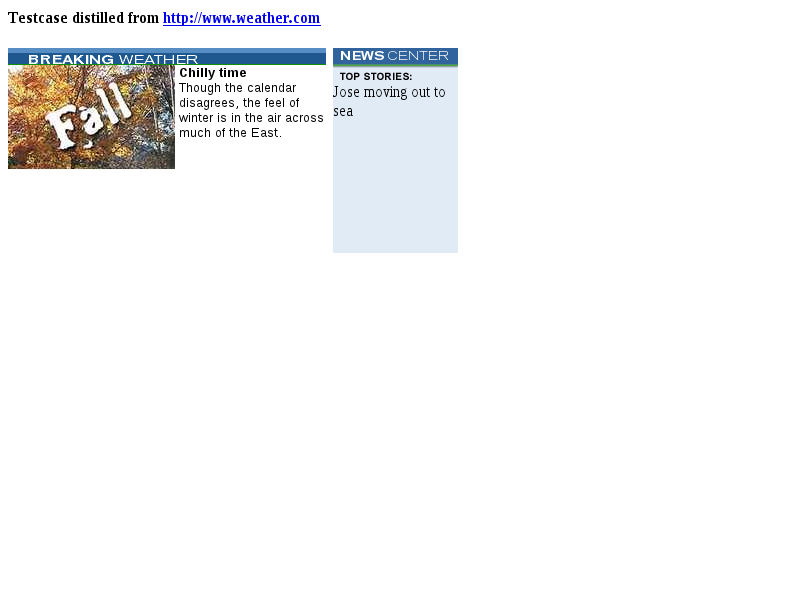 Testcase distilled from http://www.weather.com
BREAKING WEATHER
Fall
Chilly time
Though the calendar
disagrees, the feel of
winter is in the air across
much of the East.
NEWS CENTER
TOP STORIES:
Jose moving out to
sea